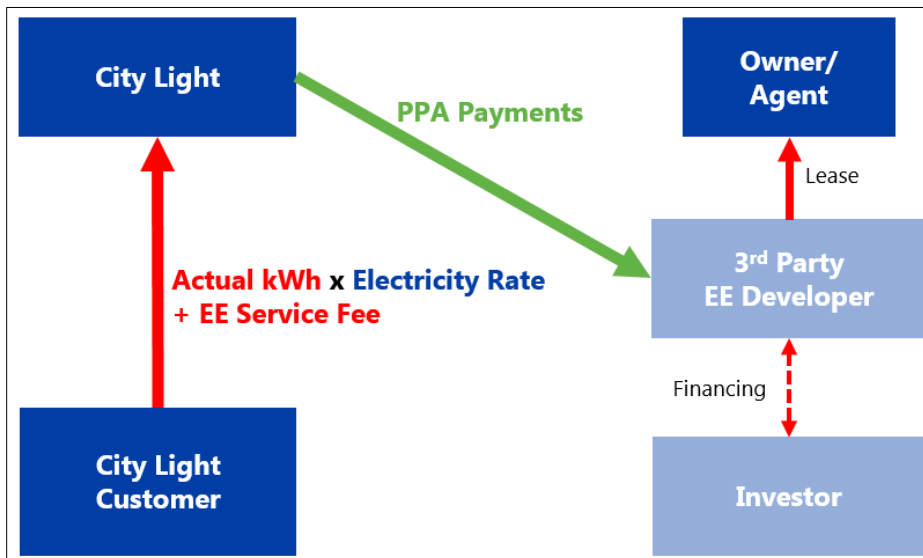 City Light
Owner/
Agent
PPA Payments
Lease
3rd Party
EE Developer
Actual kWh x Electricity Rate
+ EE Service Fee
Financing
City Light
Customer
Investor